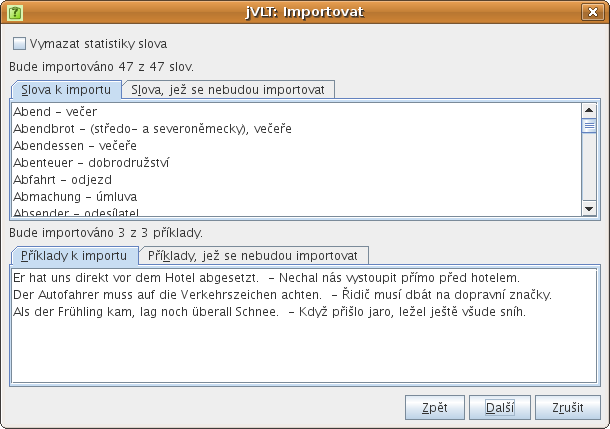 jVLT: Importovat
Vymazat statistiky slova
Bude importováno 47 z 47 slov.
Slova k importu Slova, jež se nebudou importovat
Abend – večer
Abendbrot – (středo– a severoněmecky), večeře
Abendessen – večeře
Abenteuer – dobrodružství
Abfahrt – odjezd
Abmachung – úmluva
Absender – odesílatel
Bude importováno 3 z 3 příklady.
Příklady k importu Příklady, jež se nebudou importovat
Er hat uns direkt vor dem Hotel abgesetzt. – Nechal nás vystoupit přímo před hotelem.
Der Autofahrer muss auf die Verkehrszeichen achten. – Řidič musí dbát na dopravní značky.
Als der Frühling kam, lag noch überall Schnee. – Když přišlo jaro, ležel ještě všude sníh.
Zpět Další Zrušit